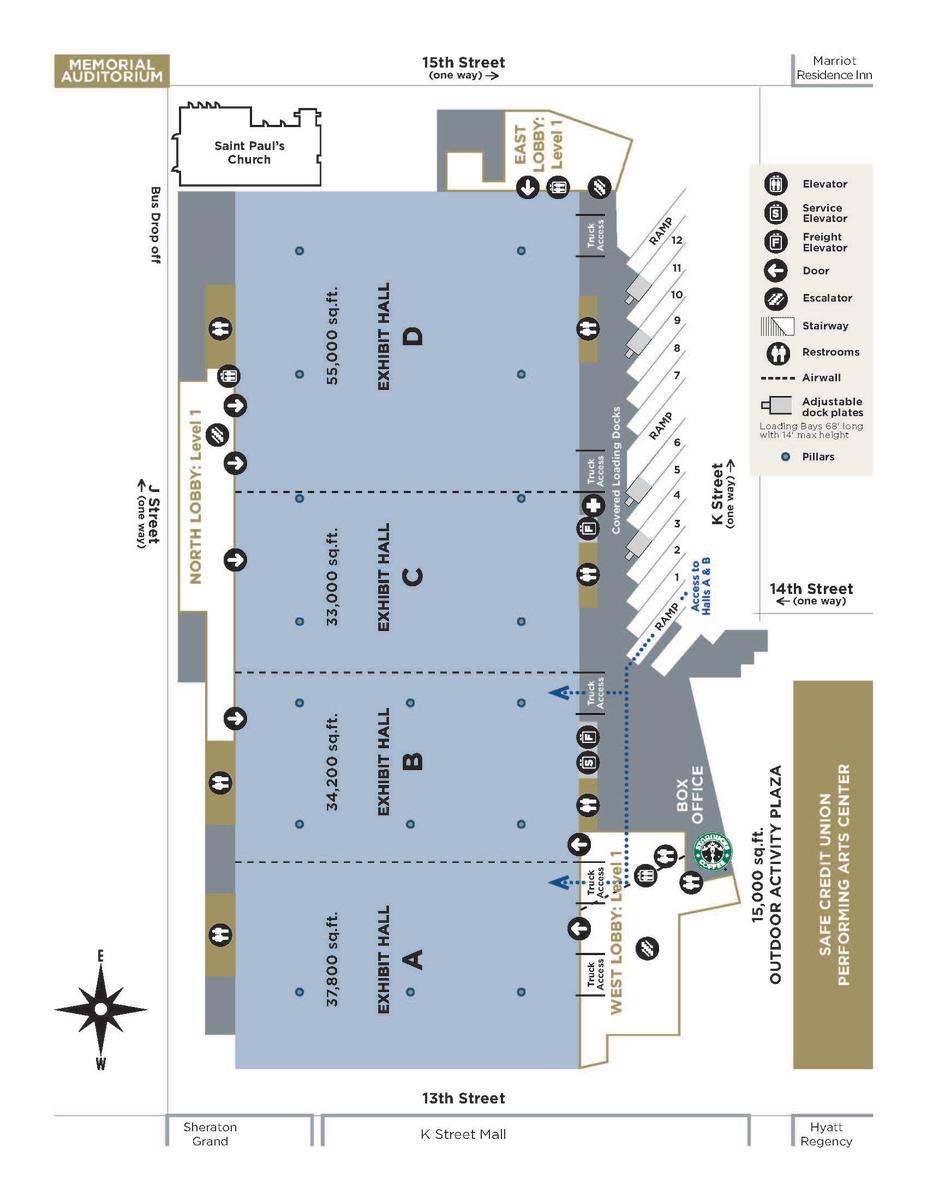 MEMORIAL
AUDITORIUM
15th Street
(one way)
Marriot
Residence Inn
Saint Paul's
Church
EAST
LOBBY:
Level 1
Bus Drop off
Elevator
Service
Elevator
Freight
Elevator
Door
Escalator
Stairway
Restrooms
Airwall
Adjustable
dock plates
Loading Bays 68' long
with 14' max height
Pillars
S
F
Truck
Access
RAMP
12
11
10
9
8
7
RAMP
6
5
4
3
2
1
RAMP
55,000 sq.ft.
EXHIBIT HALL
D
NORTH LOBBY: Level 1
Covered Loading Docks
Truck
Access
K Street
(one way)
J Street
(one way)
33,000 sq.ft.
EXHIBIT HALL
C
F
Access to
Halls A & B
14th Street
(one way)
Truck
Access
34,200 sq.ft.
EXHIBIT HALL
B
F
S
BOX
OFFICE
STARBUCKS
COFFEE
Truck
Access
WEST LOBBY: Level 1
37,800 sq.ft.
EXHIBIT HALL
A
Truck
Access
15,000 sq.ft.
OUTDOOR ACTIVITY PLAZA
SAFE CREDIT UNION
PERFORMING ARTS CENTER
E
W
13th Street
Sheraton
Grand
K Street Mall
Hyatt
Regency